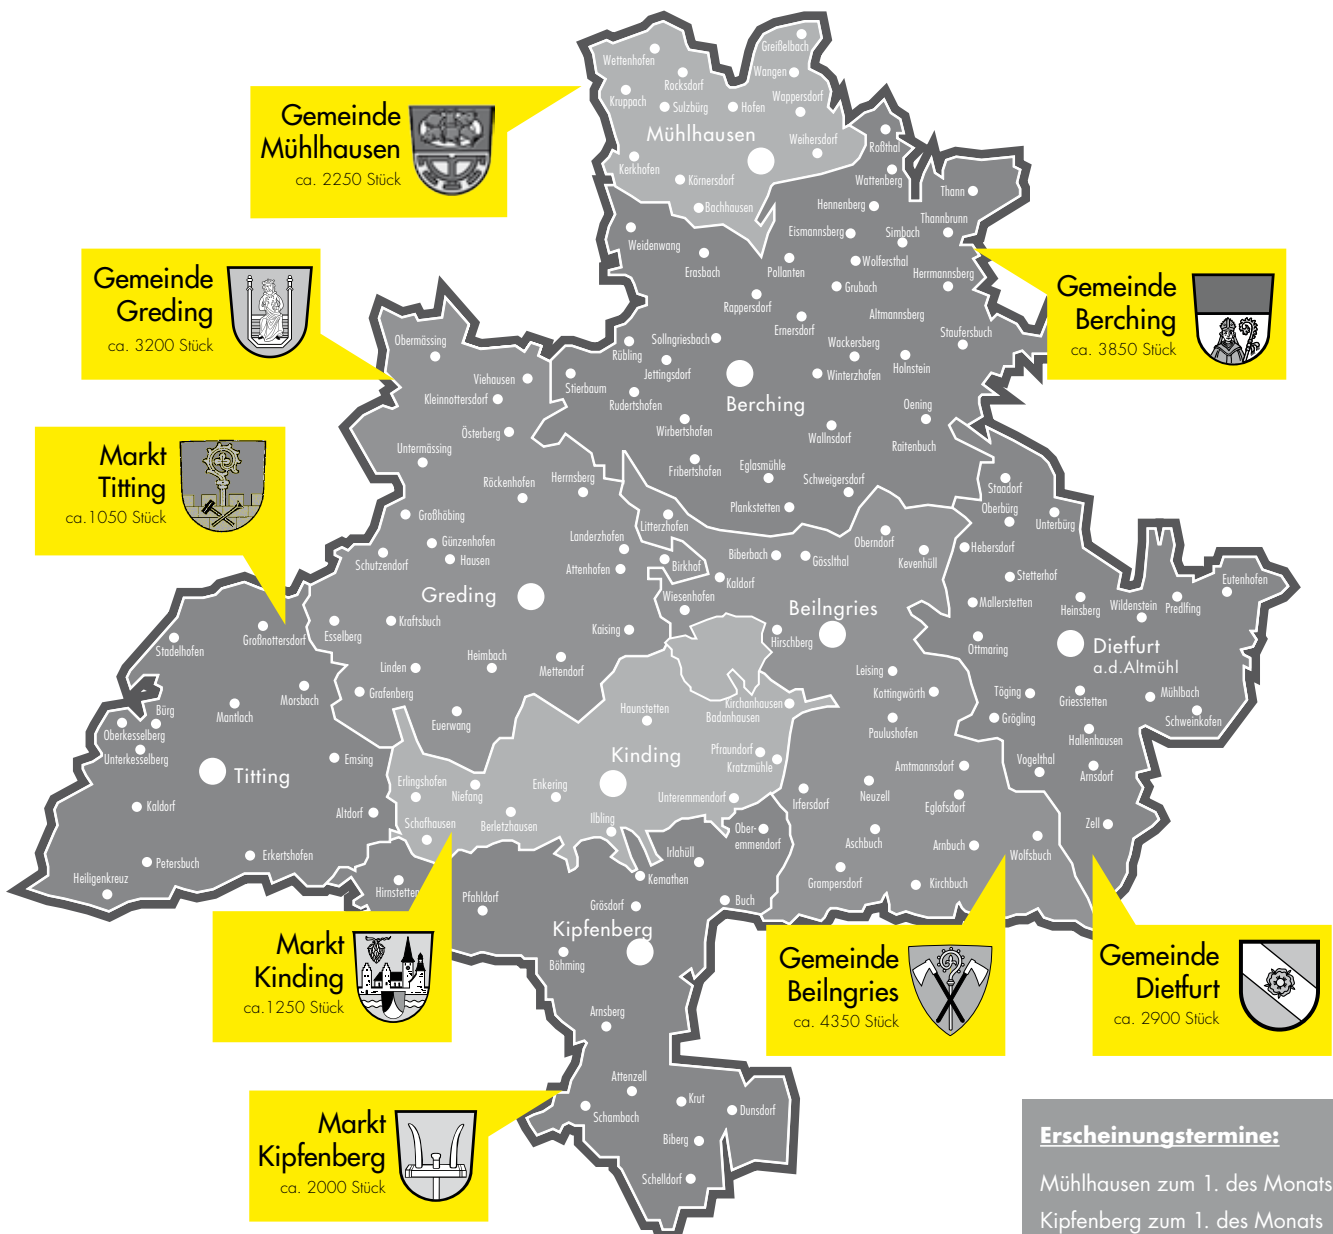 Greißelbach
Wettenhofen
Wangen
Rocksdorf
Kruppach
Wappersdorf
Sulzbürg
Hofen
Mühlhausen
Weihersdorf
Kerkhofen
Körnersdorf
Bachhausen
Gemeinde
Mühlhausen
ca. 2250 Stück
Roßthal
Wattenberg
Thann
Hennenberg
Thannbrunn
Eismannsberg
Simbach
Weidenwang
Erasbach
Pollanten
Wolfersthal
Herrmannsberg
Grubach
Rappersdorf
Altmannsberg
Ernersdorf
Staufersbuch
Sollngriesbach
Wackersberg
Rübling
Holnstein
Jettingsdorf
Stierbaum
Winterzhofen
Rudertshofen
Berching
Oening
Wirbertshofen
Wallnsdorf
Raitenbuch
Fribertshofen
Eglasmühle
Schweigersdorf
Plankstetten
Gemeinde
Berching
ca. 3850 Stück
Gemeinde
Greding
ca. 3200 Stück
Obermässing
Viehausen
Kleinnottersdorf
Österberg
Untermässing
Röckenhofen
Herrnsberg
Großhöbing
Günzenhofen
Landerzhofen
Hausen
Schutzendorf
Attenhofen
Greding
Kraftsbuch
Esselberg
Kaising
Heimbach
Mettendorf
Linden
Grafenberg
Euerwang
Markt
Titting
ca.1050 Stück
Großnottersdorf
Stadelhofen
Morsbach
Mantlach
Bürg
Oberkesselberg
Unterkesselberg
Emsing
Titting
Kaldorf
Altdorf
Erkertshofen
Petersbuch
Heiligenkreuz
Litterzhofen
Birkhof
Biberbach
Gösslthal
Oberndorf
Kevenhüll
Kaldorf
Wiesenhofen
Beilngries
Hirschberg
Leising
Kottingwörth
Paulushofen
Amtmannsdorf
Neuzell
Irfersdorf
Eglofsdorf
Aschbuch
Arnbuch
Wolfsbuch
Grampersdorf
Kirchbuch
Staadorf
Oberbürg
Unterbürg
Hebersdorf
Stetterhof
Eutenhofen
Mallerstetten
Heinsberg
Wildenstein
Predlfing
Ottmaring
Dietfurt
a.d.Altmühl
Töging
Griesstetten
Mühlbach
Grögling
Schweinkofen
Hallenhausen
Vogelthal
Arnsdorf
Zell
Kirchanhausen
Haunstetten
Badanhausen
Kinding
Pfraundorf
Kratzmühle
Erlingshofen
Enkering
Niefang
Unteremmendorf
Schafhausen
Berletzhausen
Ilbling
Ober-
emmendorf
Irlahüll
Hirnstetten
Kemathen
Pfahldorf
Grösdorf
Buch
Kipfenberg
Böhming
Arnsberg
Attenzell
Krut
Schambach
Dunsdorf
Biberg
Schelldorf
Markt
Kinding
ca.1250 Stück
Gemeinde
Beilngries
ca. 4350 Stück
Gemeinde
Dietfurt
ca. 2900 Stück
Markt
Kipfenberg
ca. 2000 Stück
Erscheinungstermine:
Mühlhausen zum 1. des Monats
Kipfenberg zum 1. des Monats